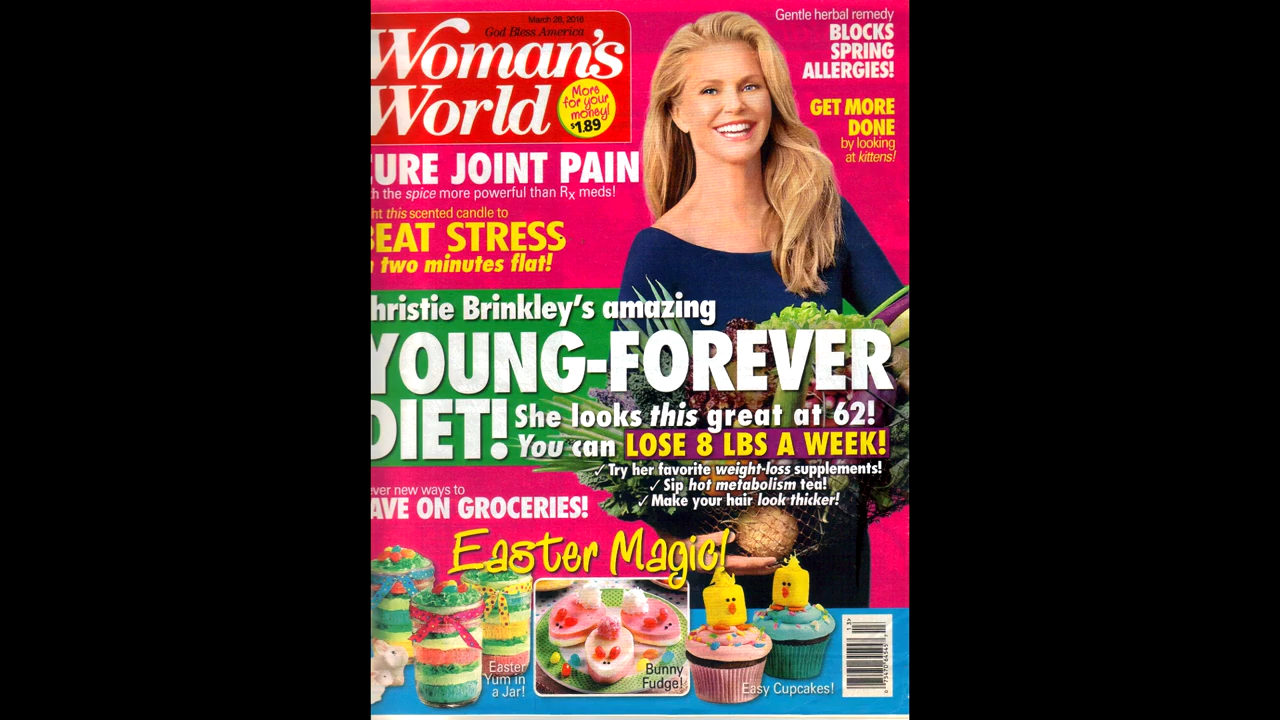 March 28, 2016
God Bless America
Woman's
World
More
for your
money!
$1.89
Gentle herbal remedy
BLOCKS
SPRING
ALLERGIES!
GET MORE
DONE
by looking
at kittens!
URE JOINT PAIN
h the spice more powerful than Rx meds!
ht this scented candle to
BEAT STRESS
two minutes flat!
hristie Brinkley's amazing
YOUNG-FOREVER
DIET!
She looks this great at 62!
You can LOSE 8 LBS A WEEK!
✓ Try her favorite weight-loss supplements!
✓ Sip hot metabolism tea!
✓ Make your hair look thicker!
ever new ways to
AVE ON GROCERIES!
Easter Magic!
Easter
Yum in
a Jar!
Bunny
Fudge!
Easy Cupcakes!